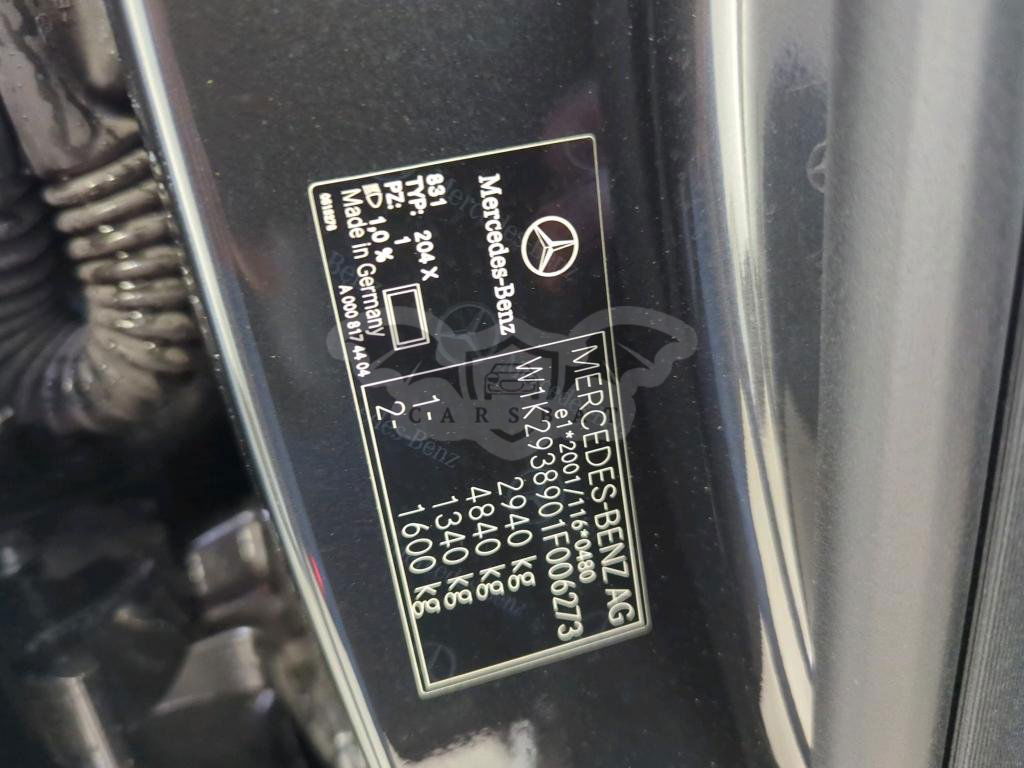 Mercedes-Benz
MERCEDES-BENZ AG
e1*2001/116*0480
W1K2938901F006273
2940 kg
4840 kg
1- 1340 kg
2- 1600 kg
831
TYP: 204 X
PZ: 1
1,0 %
Made in Germany
A 000 817 44 04
CARSBAT